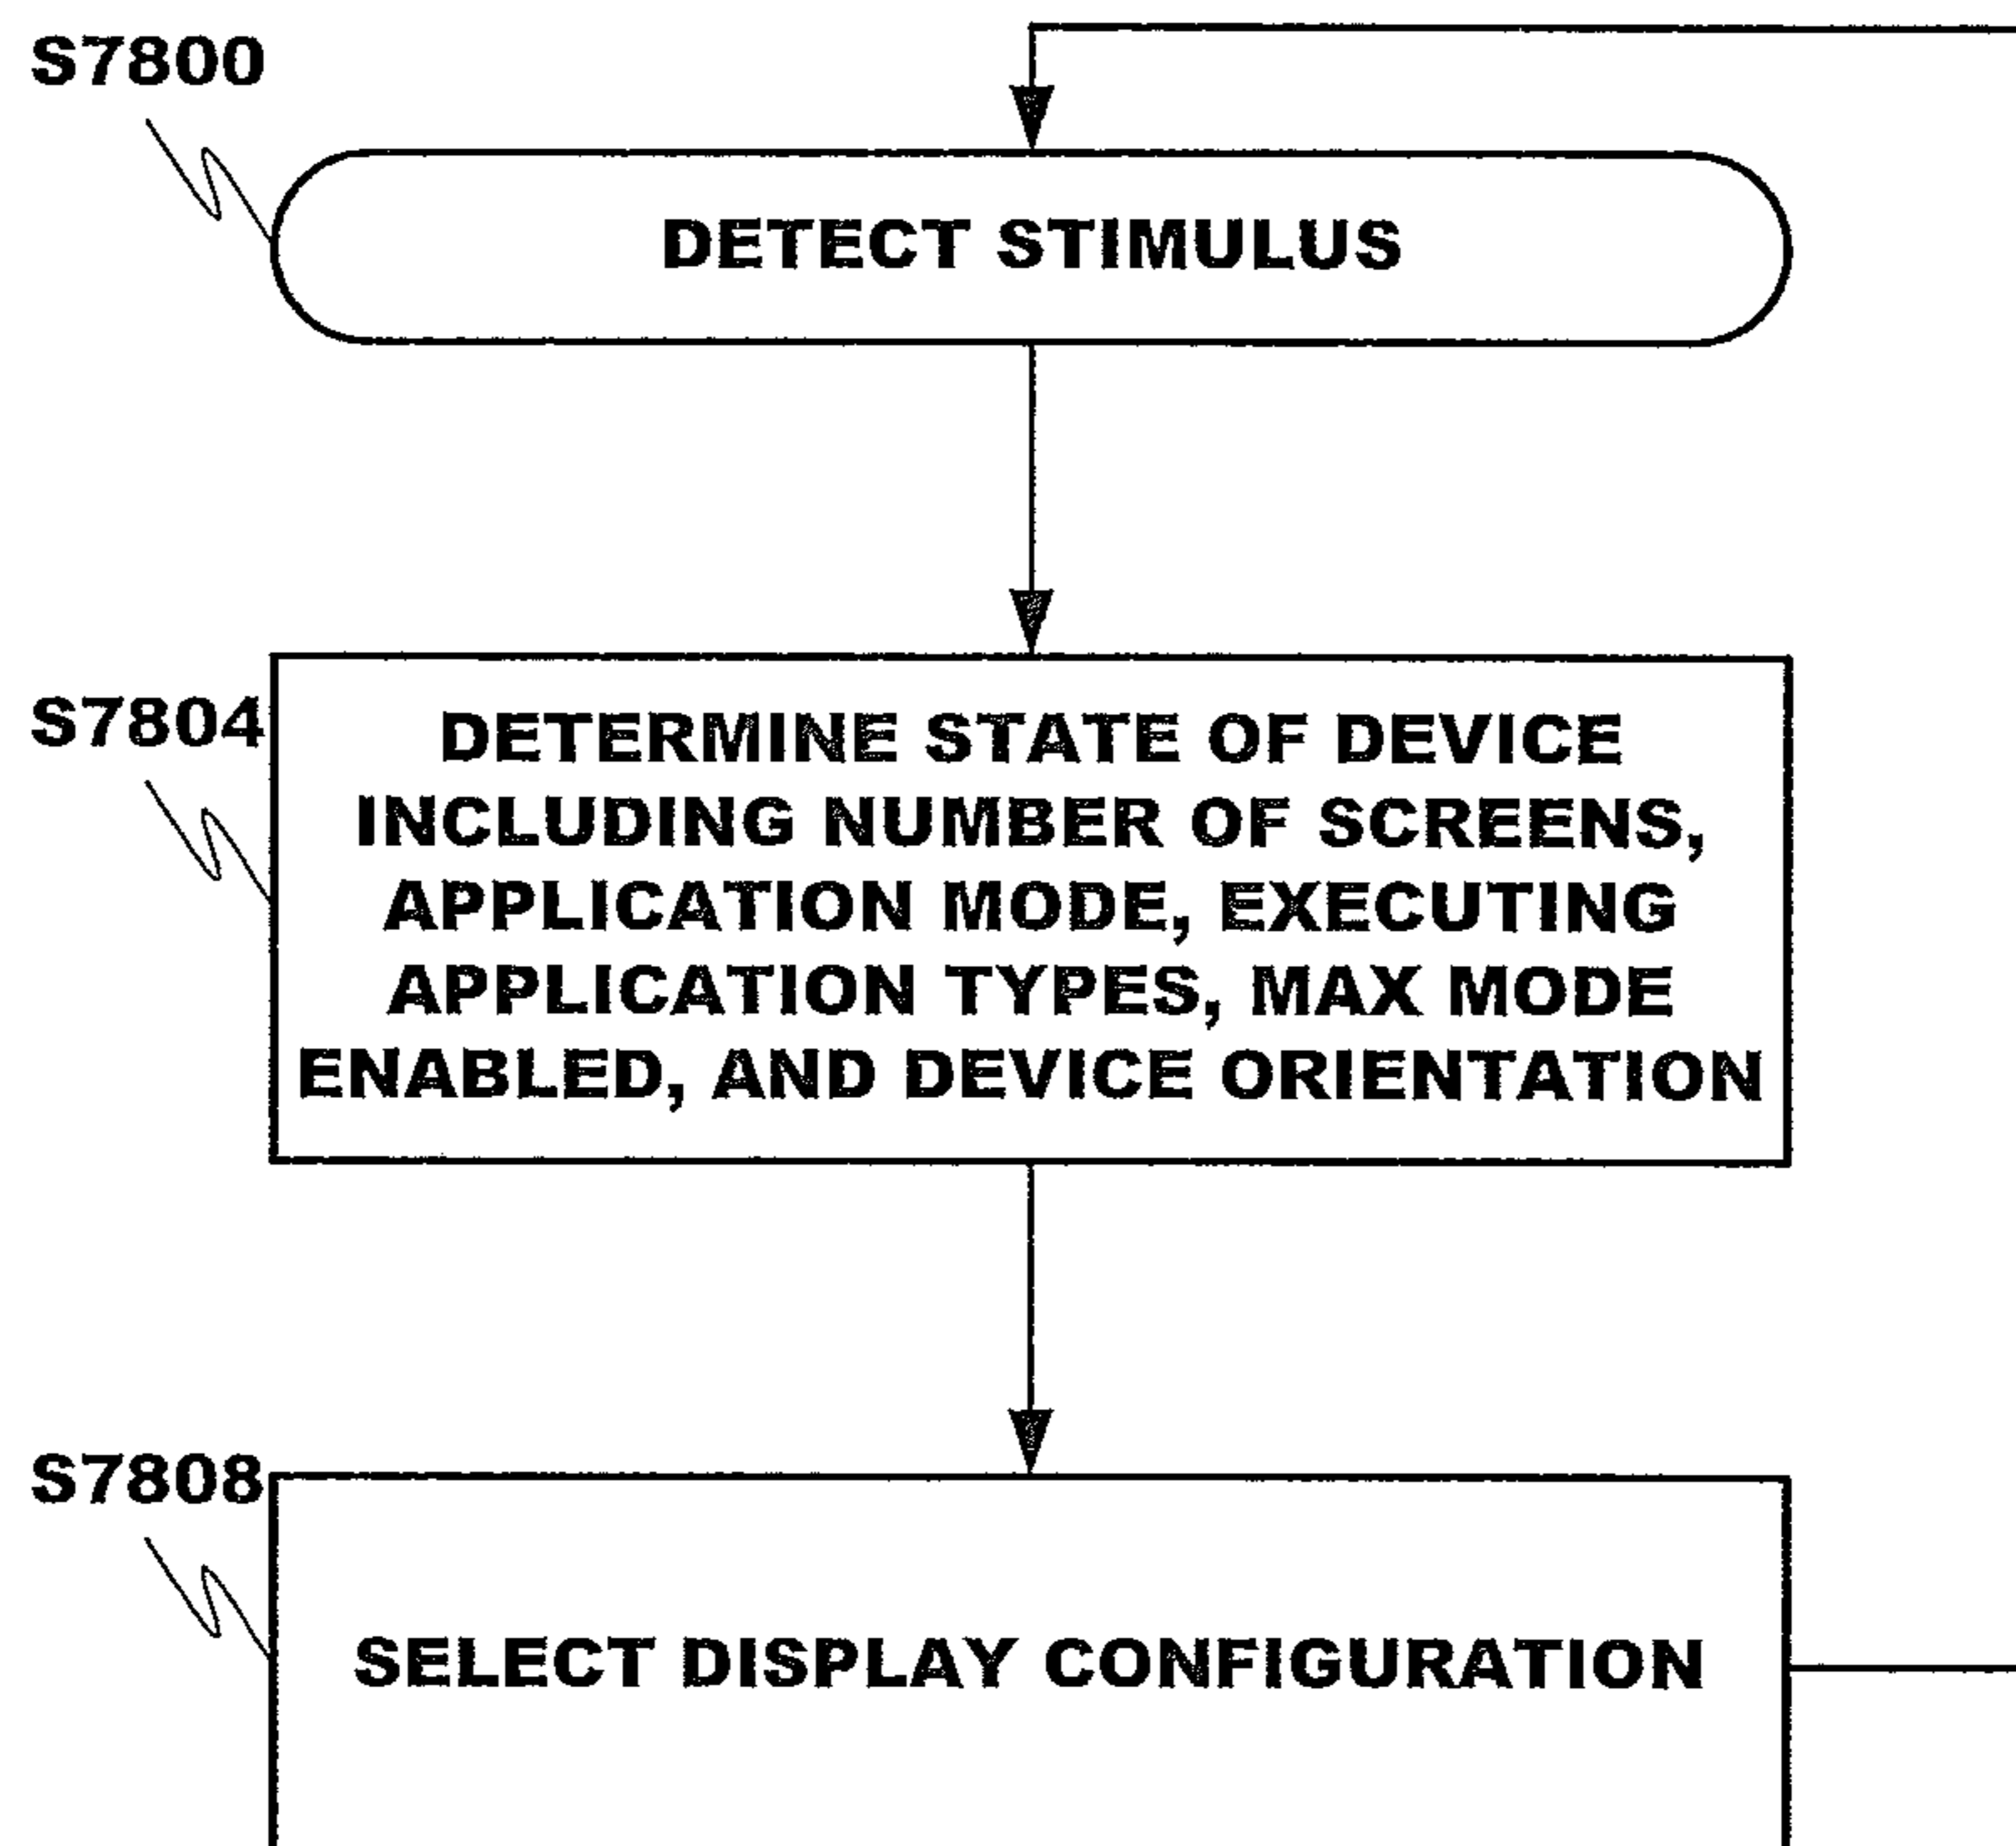 S7800
DETECT STIMULUS
S7804
DETERMINE STATE OF DEVICE
INCLUDING NUMBER OF SCREENS,
APPLICATION MODE, EXECUTING
APPLICATION TYPES, MAX MODE
ENABLED, AND DEVICE ORIENTATION
S7808
SELECT DISPLAY CONFIGURATION